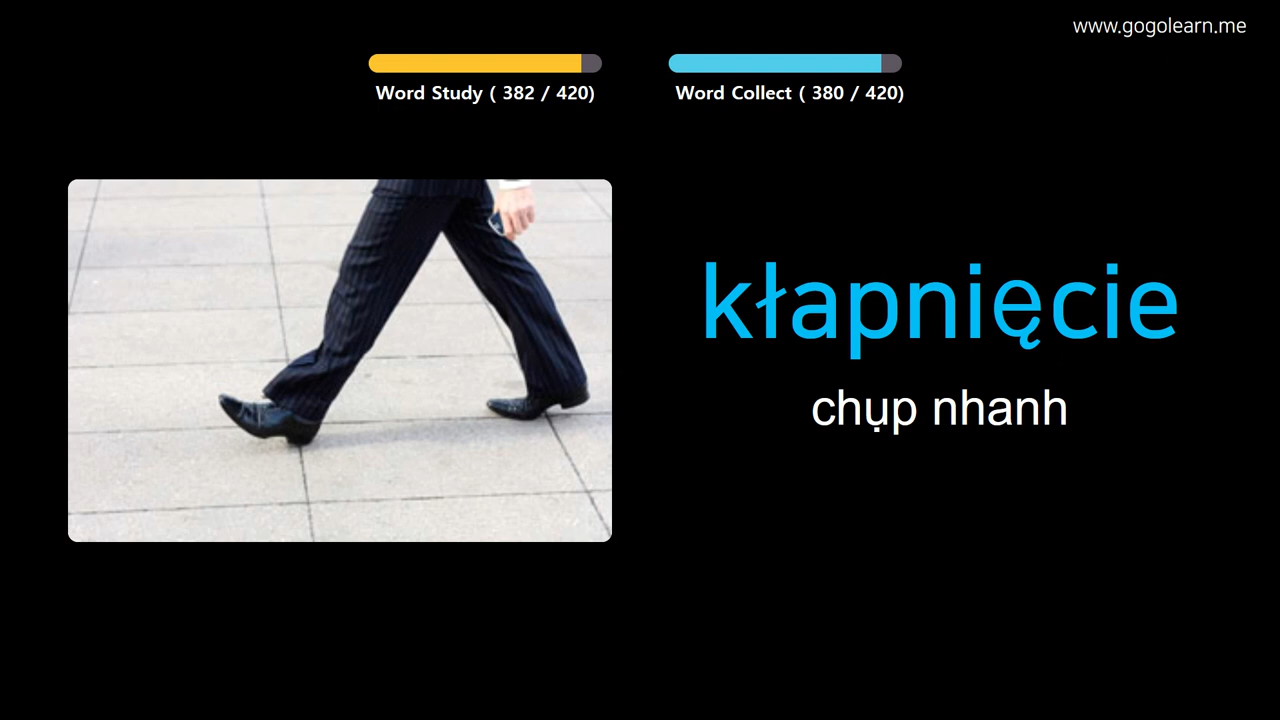 www.gogolearn.me
Word Study ( 382 / 420)
Word Collect ( 380 / 420)
kłapnięcie
chụp nhanh